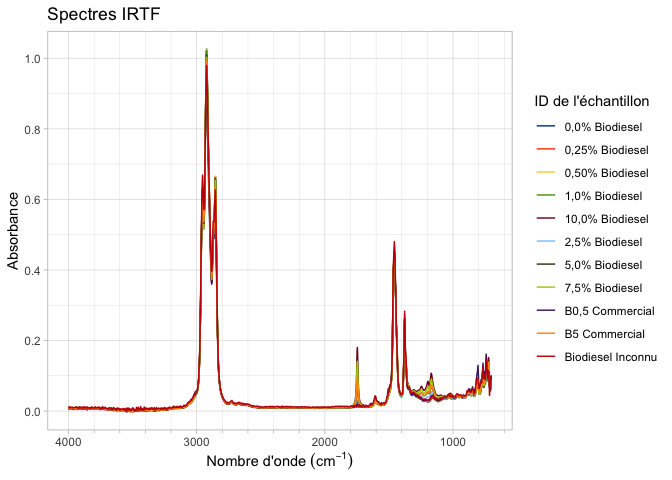 Spectres IRTF
1.0
0.8
0.6
0.4
0.2
0.0
Absorbance
4000
3000
2000
1000
Nombre d'onde (cm⁻¹)
ID de l'échantillon
0,0% Biodiesel
0,25% Biodiesel
0,50% Biodiesel
1,0% Biodiesel
10,0% Biodiesel
2,5% Biodiesel
5,0% Biodiesel
7,5% Biodiesel
B0,5 Commercial
B5 Commercial
Biodiesel Inconnu